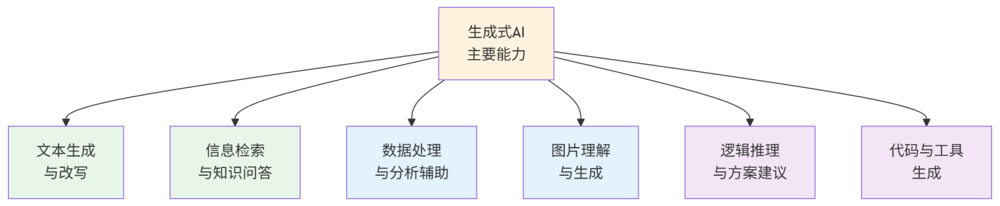 生成式AI
主要能力
文本生成
与改写
信息检索
与知识问答
数据处理
与分析辅助
图片理解
与生成
逻辑推理
与方案建议
代码与工具
生成